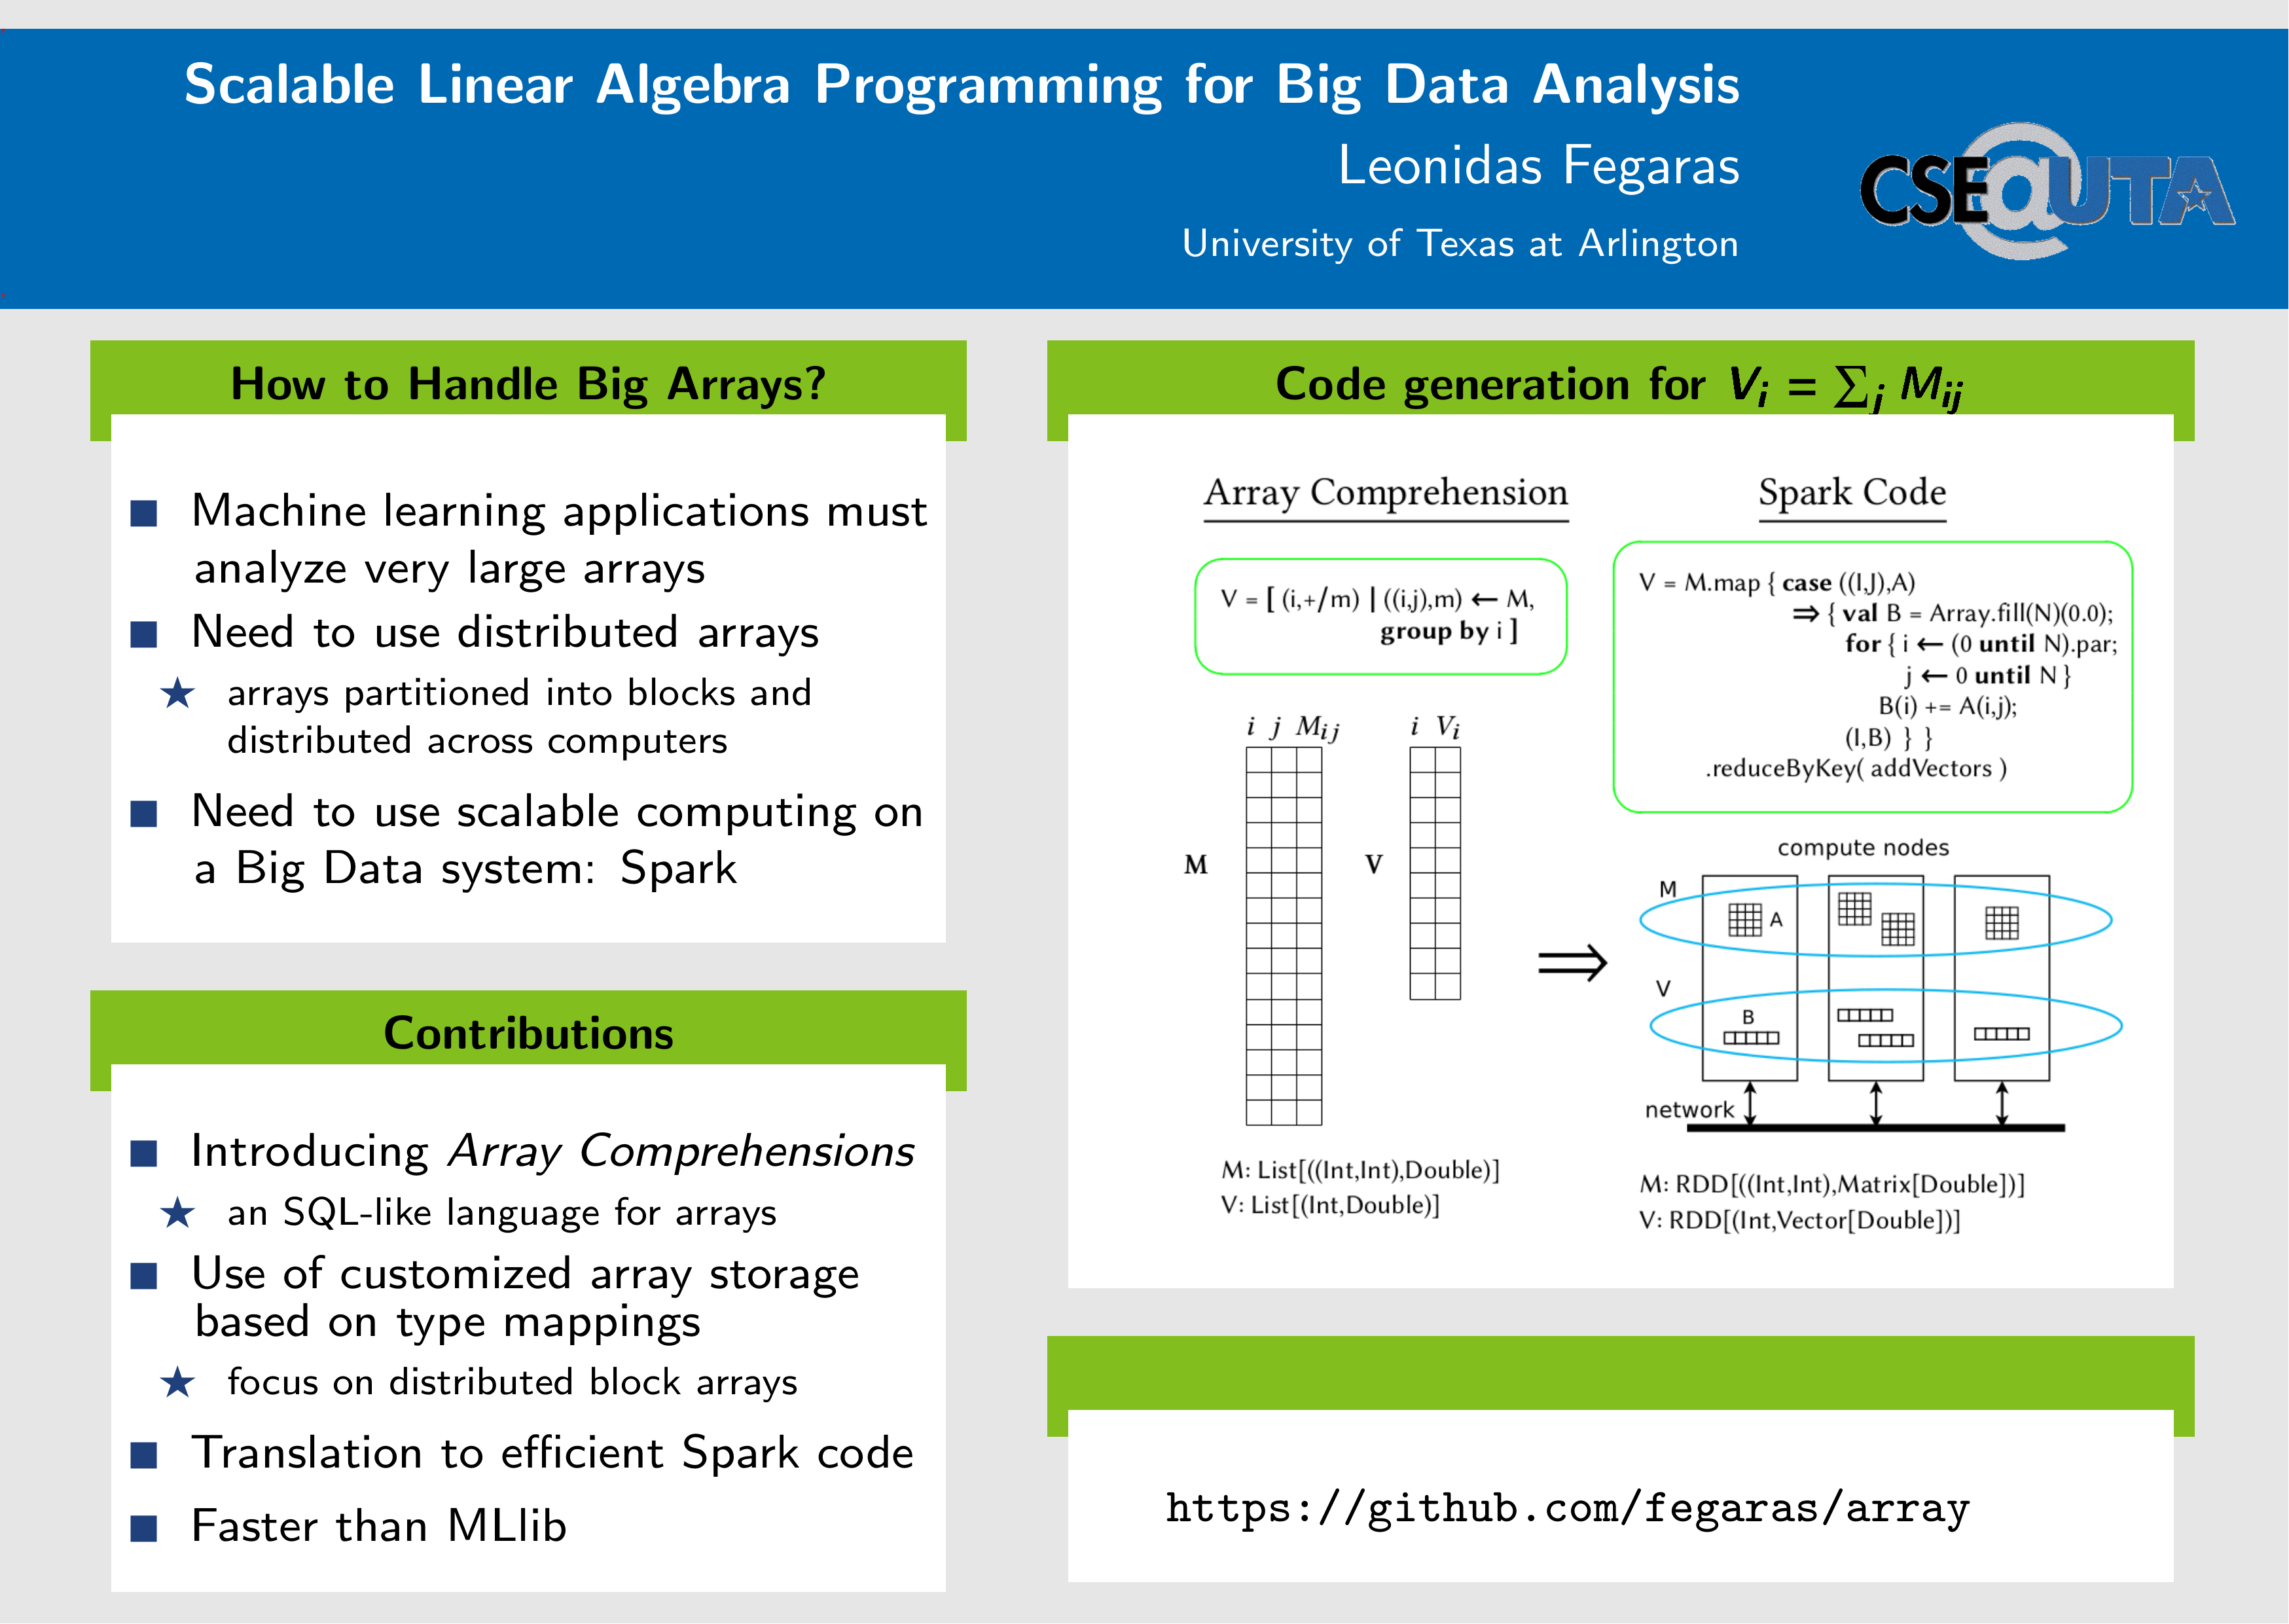 Scalable Linear Algebra Programming for Big Data Analysis
Leonidas Fegaras
University of Texas at Arlington
CSE@UTA
How to Handle Big Arrays?
Machine learning applications must
analyze very large arrays
Need to use distributed arrays
★ arrays partitioned into blocks and
distributed across computers
Need to use scalable computing on
a Big Data system: Spark
Contributions
Introducing Array Comprehensions
★ an SQL-like language for arrays
Use of customized array storage
based on type mappings
★ focus on distributed block arrays
Translation to efficient Spark code
Faster than MLlib
Code generation for Vi = ∑j Mij
Array Comprehension
V = [ (i,+/m) | ((i,j),m) ← M,
group by i ]
i j Mij
i Vi
M
V
M: List[((Int,Int),Double)]
V: List[(Int,Double)]
⇒
Spark Code
V = M.map { case ((I,J),A)
⇒ { val B = Array.fill(N)(0.0);
for { i ← (0 until N).par;
j ← 0 until N }
B(i) += A(i,j);
(I,B) } }
.reduceByKey( addVectors )
compute nodes
M
A
V
B
network
M: RDD[((Int,Int),Matrix[Double])]
V: RDD[(Int,Vector[Double])]
https://github.com/fegaras/array